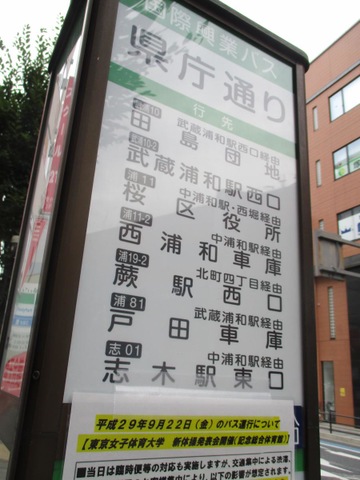 国際興業バス
県庁通り
行先
浦10 武蔵浦和駅西口経由
田島団地
武浦10-2
武蔵浦和駅西口
浦11 中浦和駅・西堀経由
桜区役所
浦11-2 中浦和駅経由
西浦和車庫
浦19-2 北町四丁目経由
蕨駅西口
浦81 武蔵浦和駅経由
戸田車庫
志01 中浦和駅経由
志木駅東口
平成29年9月22日(金)のバス運行について
【東京女子体育大学 新体操発表会開催(記念総合体育館)】
■当日は臨時便等の対応も実施しますが、交通集中による渋滞、